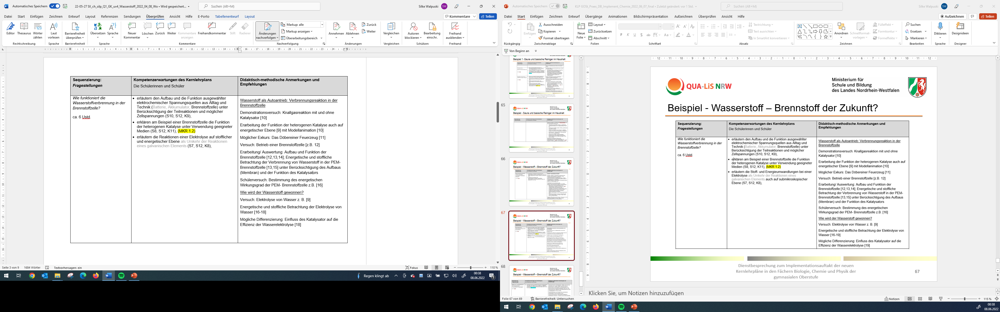 Automatisches Speichern
22-05-27 SII_ch_silp_Q1_GK_uv4_Wasserstoff_2022_04_08_Wo • Wird gespeichert...
Suchen (Alt+M)
Silke Walpuski SW
Datei Start Einfügen Zeichnen Entwurf Layout Referenzen Sendungen Überprüfen Ansicht Hilfe E-Porto Tabellenentwurf Layout
Kommentare Teilen
Editor Thesaurus Wörter zählen
Laut vorlesen
Barrierefreiheit überprüfen
Übersetzen Sprache
Neuer Kommentar Löschen Zurück Weiter Kommentare anzeigen Freihandkommentar Stift Radierer
Änderungen nachverfolgen
Markup: alle
Markup anzeigen
Überarbeitungsbereich
Annehmen Ablehnen Zurück Weiter
Vergleichen
Autoren blockieren Bearbeitung einschr.
Freihand ausblenden
Rechtschreibung Sprache Barrierefreiheit Sprache Kommentare Nachverfolgung Änderungen Vergleichen Schützen Freihand
Sequenzierung:
Fragestellungen
Kompetenzerwartungen des Kernlehrplans
Die Schülerinnen und Schüler
Didaktisch-methodische Anmerkungen und
Empfehlungen
Wie funktioniert die
Wasserstoffverbrennung in der
Brennstoffzelle?
ca. 6 Ustd.
• erläutern den Aufbau und die Funktion ausgewählter
elektrochemischer Spannungsquellen aus Alltag und
Technik (Batterie, Akkumulator, Brennstoffzelle) unter
Berücksichtigung der Teilreaktionen und möglicher
Zellspannungen (S10, S12, K9),
• erklären am Beispiel einer Brennstoffzelle die Funktion
der heterogenen Katalyse unter Verwendung geeigneter
Medien (S8, S12, K11), (MKR 1.2)
• erläutern die Reaktionen einer Elektrolyse auf stofflicher
und energetischer Ebene als Umkehr der Reaktionen
eines galvanischen Elements (S7, S12, K8),
Wasserstoff als Autoantrieb: Verbrennungsreaktion in der
Brennstoffzelle
Demonstrationsversuch: Knallgasreaktion mit und ohne
Katalysator [10]
Erarbeitung der Funktion der heterogenen Katalyse auch auf
energetischer Ebene [9] mit Modellanimation [10]
Möglicher Exkurs: Das Döbereiner Feuerzeug [11]
Versuch: Betrieb einer Brennstoffzelle [z.B. 12]
Erarbeitung/ Auswertung: Aufbau und Funktion der
Brennstoffzelle [12,13,14]; Energetische und stoffliche
Betrachtung der Verbrennung von Wasserstoff in der PEM-
Brennstoffzelle [13,15] unter Berücksichtigung des Aufbaus
(Membran) und der Funktion des Katalysators
Schülerversuch: Bestimmung des energetischen
Wirkungsgrad der PEM- Brennstoffzelle z.B. [16]
Wie wird der Wasserstoff gewonnen?
Versuch: Elektrolyse von Wasser z. B. [9]
Energetische und stoffliche Betrachtung der Elektrolyse von
Wasser [16-18]
Mögliche Differenzierung: Einfluss des Katalysator auf die
Effizienz der Wasserelektrolyse [18]
Seite 3 von 9 1684 Wörter Textvorhersagen: ein
Fokus 110 %
Regen klingt ab
00:38
08.06.2022
Automatisches Speichern
KLP GOSt_Praes_DB_Implement_Chemie_2022_06_07_final • Zuletzt geändert: vor 1 Std.
Suchen (Alt+M)
Silke Walpuski SW
Datei Start Einfügen Zeichnen Entwurf Übergänge Animationen Bildschirmpräsentation Aufzeichnen Überprüfen Ansicht Hilfe
Aufzeichnen Teilen
Einfügen Ausschneiden Kopieren Format übertragen
Neue Folie Layout Zurücksetzen Abschnitt
F K U S ab AV Aa
Textrichtung
Text ausrichten
In SmartArt konvertieren
Anordnen Schnellformat-vorlagen
Fülleffekt
Formkontur
Formeffekte
Suchen
Ersetzen
Markieren
Diktieren Designideen
Rückgängig Zwischenablage Folien Schriftart Absatz Zeichnen Bearbeiten Sprache Designer
Von Beginn an
Beispiel 1 -Saure und basische Reiniger im Haushalt
65
Beispiel - Saure und basische Reiniger im Haushalt
66
Beispiel - Wasserstoff – Brennstoff der Zukunft?
67
Beispiel - Wasserstoff – Brennstoff der Zukunft?
68
Beispiel - Wasserstoff – Brennstoff der Zukunft?
QUA-LiS NRW
Ministerium für
Schule und Bildung
des Landes Nordrhein-Westfalen
Beispiel - Wasserstoff – Brennstoff der Zukunft?
Sequenzierung:
Fragestellungen
Kompetenzerwartungen des Kernlehrplans
Die Schülerinnen und Schüler
Didaktisch-methodische Anmerkungen und
Empfehlungen
Wie funktioniert die
Wasserstoffverbrennung in der
Brennstoffzelle?
ca. 6 Ustd.
• erläutern den Aufbau und die Funktion ausgewählter
elektrochemischer Spannungsquellen aus Alltag und
Technik (Batterie, Akkumulator, Brennstoffzelle) unter
Berücksichtigung der Teilreaktionen und möglicher
Zellspannungen (S10, S12, K9),
• erklären am Beispiel einer Brennstoffzelle die Funktion
der heterogenen Katalyse unter Verwendung geeigneter
Medien (S8, S12, K11), (MKR 1.2)
• erläutern die Stoff- und Energieumwandlungen bei einer
Elektrolyse als Umkehr der Reaktionen eines
galvanischen Elements auch auf submikroskopischer
Ebene (S7, S12, K8),
Wasserstoff als Autoantrieb: Verbrennungsreaktion in der
Brennstoffzelle
Demonstrationsversuch: Knallgasreaktion mit und ohne
Katalysator [10]
Erarbeitung der Funktion der heterogenen Katalyse auch auf
energetischer Ebene [9] mit Modellanimation [10]
Möglicher Exkurs: Das Döbereiner Feuerzeug [11]
Versuch: Betrieb einer Brennstoffzelle [z.B. 12]
Erarbeitung/ Auswertung: Aufbau und Funktion der
Brennstoffzelle [12,13,14]; Energetische und stoffliche
Betrachtung der Verbrennung von Wasserstoff in der PEM-
Brennstoffzelle [13,15] unter Berücksichtigung des Aufbaus
(Membran) und der Funktion des Katalysators
Schülerversuch: Bestimmung des energetischen
Wirkungsgrad der PEM- Brennstoffzelle z.B. [16]
Wie wird der Wasserstoff gewonnen?
Versuch: Elektrolyse von Wasser z. B. [9]
Energetische und stoffliche Betrachtung der Elektrolyse von
Wasser [16-19]
Mögliche Differenzierung: Einfluss des Katalysator auf die
Effizienz der Wasserelektrolyse [19]
Dienstbesprechung zum Implementationsauftakt der neuen
Kernlehrpläne in den Fächern Biologie, Chemie und Physik der
gymnasialen Oberstufe
67
Klicken Sie, um Notizen hinzuzufügen
Folie 67 von 69 Barrierefreiheit: Untersuchen
Notizen 115 %
00:38
08.06.2022